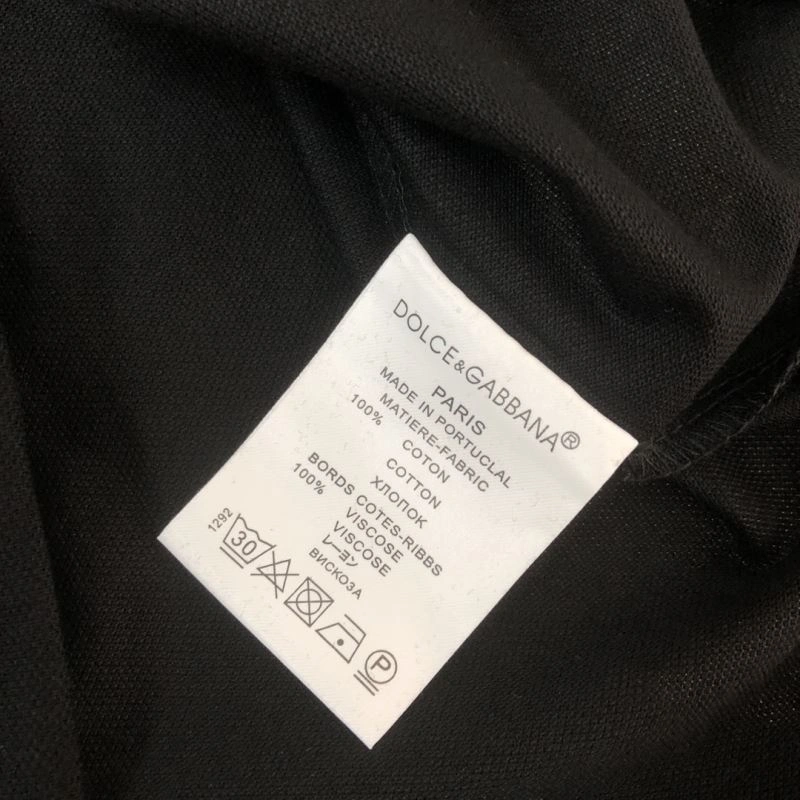 DOLCE&GABBANA®
PARIS
MADE IN PORTUCLAL
MATIERE-FABRIC
100% COTON
COTTON
ХЛОПОК
BORDS COTES-RIBBS
100% VISCOSE
VISCOSE
レーヨン
ВИСКОЗА
1292
30
P